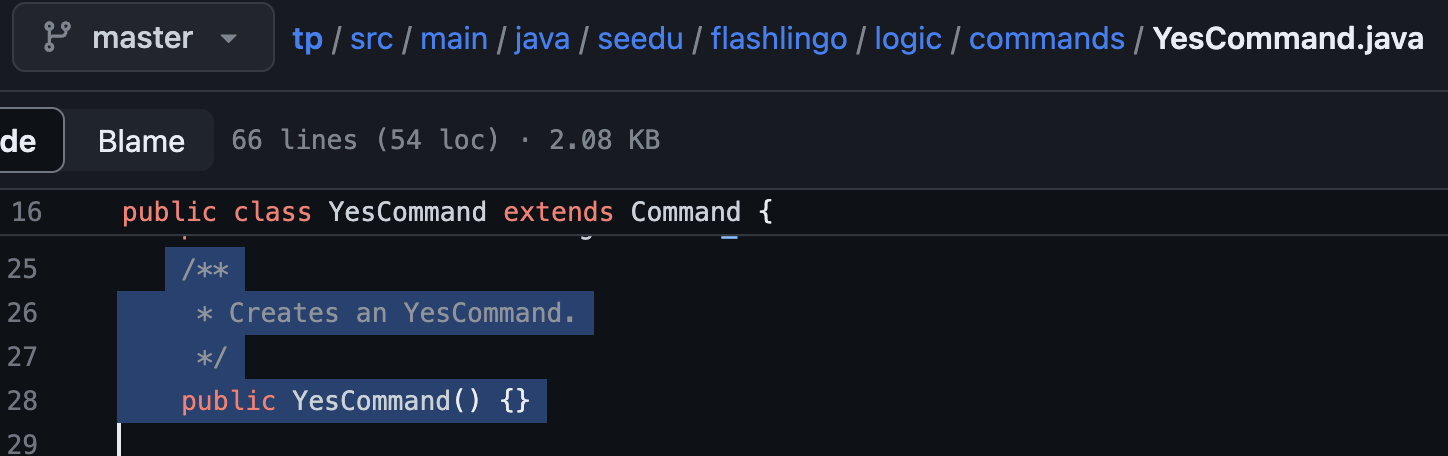 master tp / src / main / java / seedu / flashlingo / logic / commands / YesCommand.java
de Blame 66 lines (54 loc) · 2.08 KB
16 public class YesCommand extends Command {
25 /**
26 * Creates an YesCommand.
27 */
28 public YesCommand() {}
29